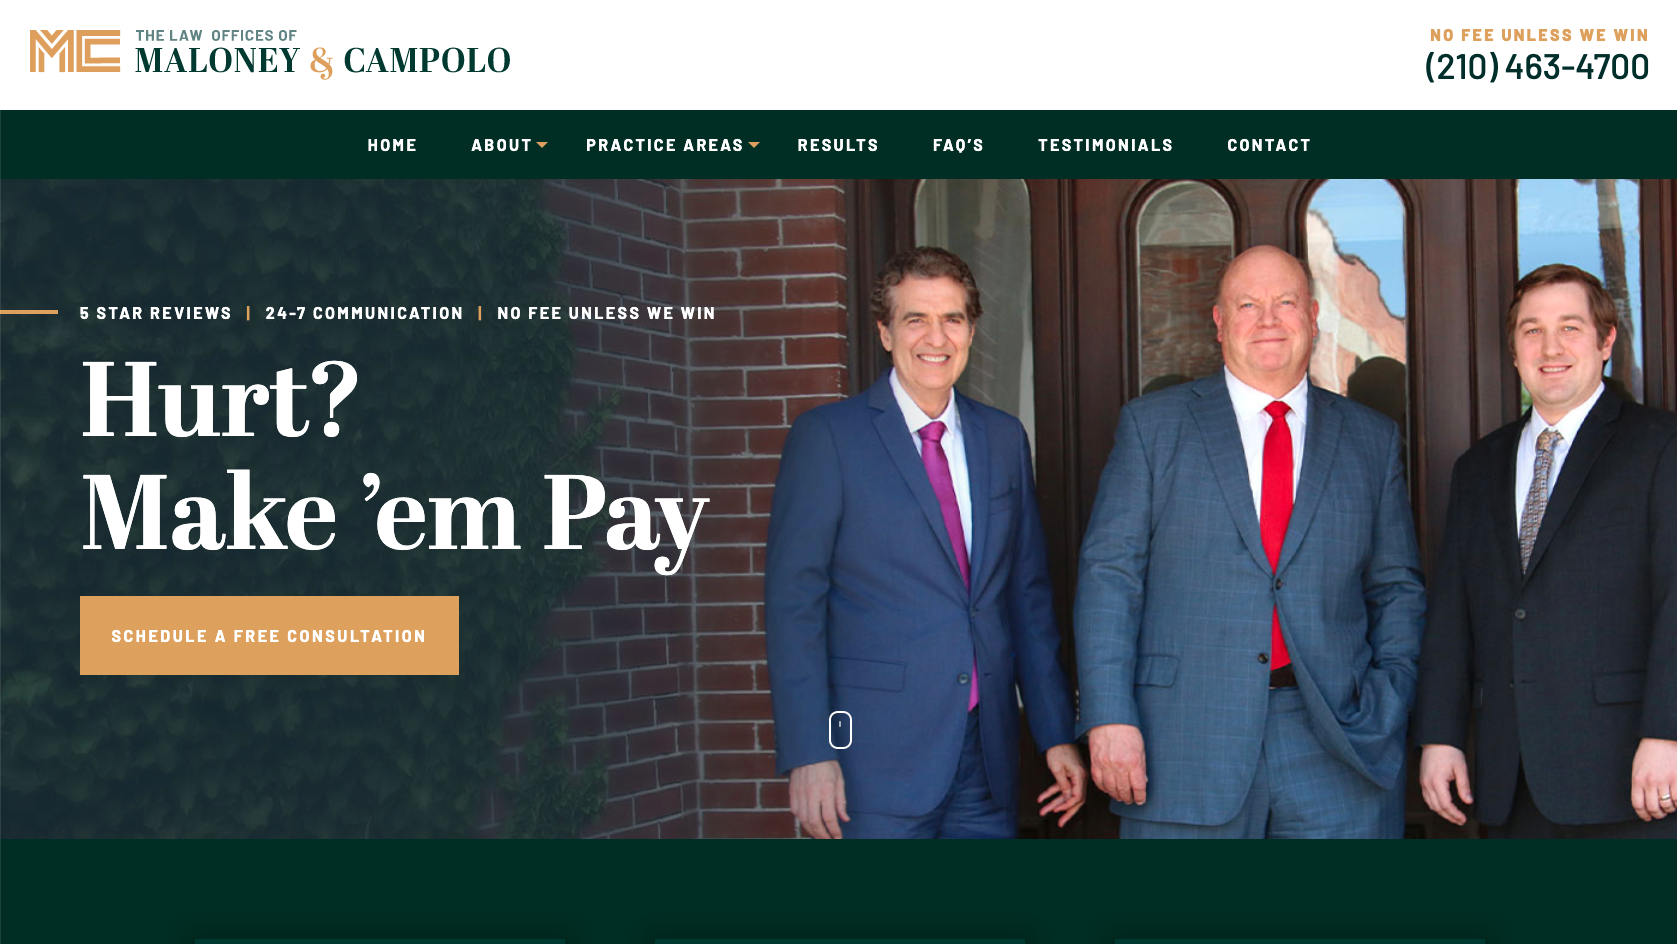 MC
THE LAW OFFICES OF
MALONEY & CAMPOLO
NO FEE UNLESS WE WIN
(210) 463-4700
HOME ABOUT PRACTICE AREAS RESULTS FAQ'S TESTIMONIALS CONTACT
5 STAR REVIEWS | 24-7 COMMUNICATION | NO FEE UNLESS WE WIN
Hurt?
Make ’em Pay
SCHEDULE A FREE CONSULTATION